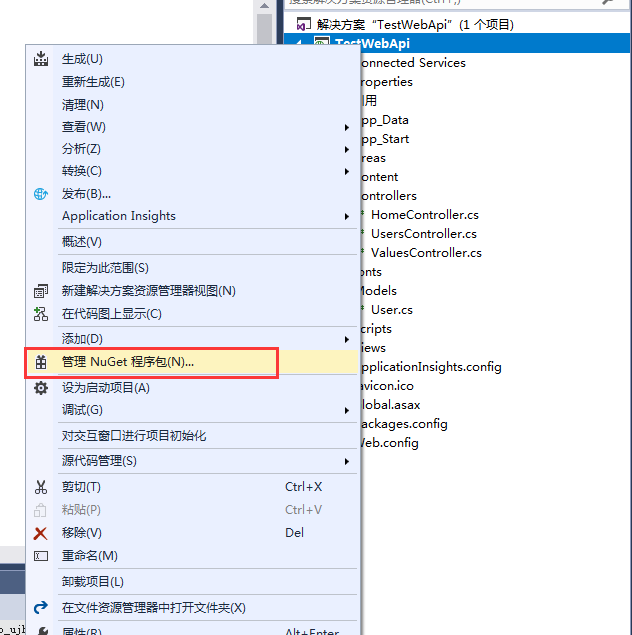 搜索解决方案资源管理器(Ctrl+;)
解决方案“TestWebApi”(1 个项目)
TestWebApi
onnected Services
roperties
用
pp_Data
pp_Start
reas
ontent
ontrollers
HomeController.cs
UsersController.cs
ValuesController.cs
onts
Models
User.cs
cripts
iews
pplicationInsights.config
avicon.ico
lobal.asax
ackages.config
Web.config
生成(U)
重新生成(E)
清理(N)
查看(W)
分析(Z)
转换(C)
发布(B)...
Application Insights
概述(V)
限定为此范围(S)
新建解决方案资源管理器视图(N)
在代码图上显示(C)
添加(D)
管理 NuGet 程序包(N)...
设为启动项目(A)
调试(G)
对交互窗口进行项目初始化
源代码管理(S)
剪切(T) Ctrl+X
粘贴(P) Ctrl+V
移除(V) Del
重命名(M)
卸载项目(L)
在文件资源管理器中打开文件夹(X)
属性(R) Alt+Enter